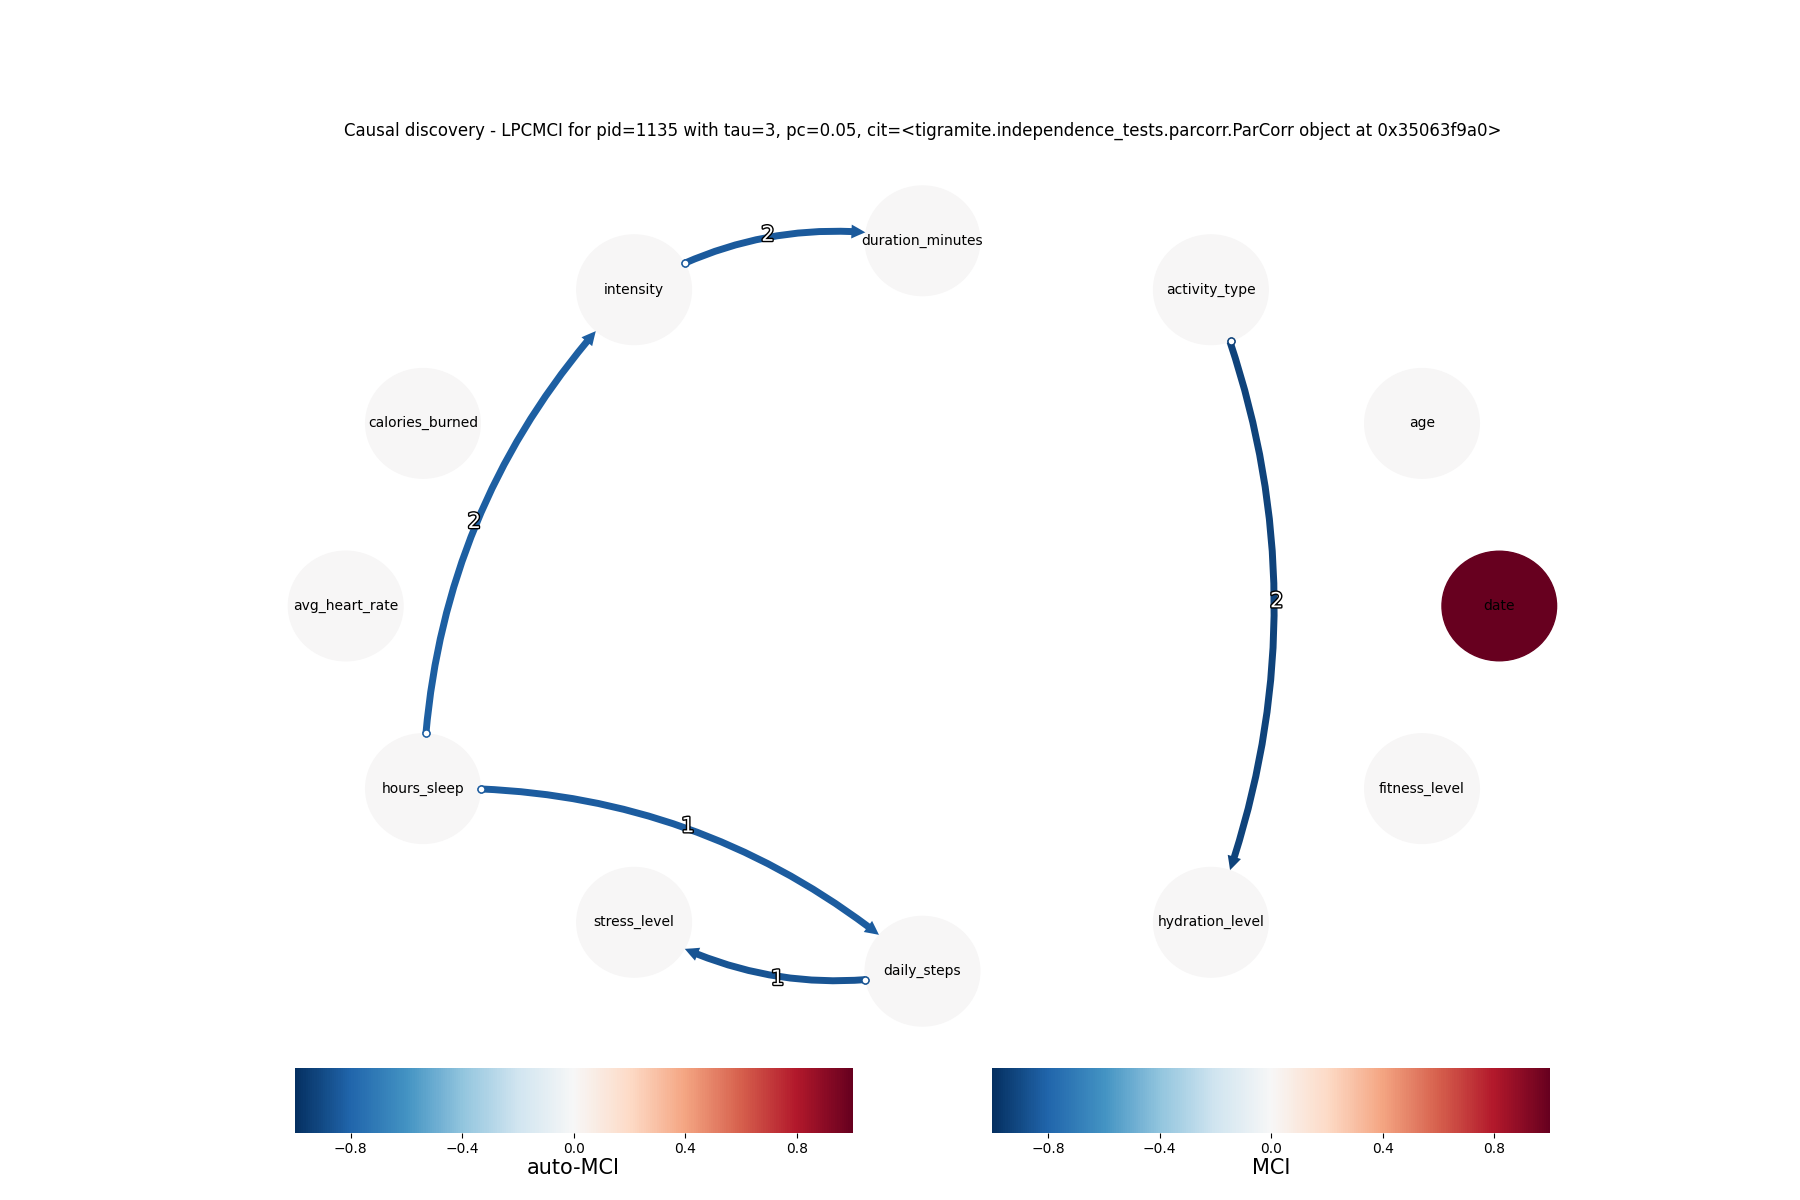 Causal discovery - LPCMCI for pid=1135 with tau=3, pc=0.05, cit=<tigramite.independence_tests.parcorr.ParCorr object at 0x35063f9a0>
duration_minutes
2
intensity
activity_type
calories_burned
age
2
avg_heart_rate
2
date
hours_sleep
fitness_level
1
stress_level
hydration_level
daily_steps
1
−0.8 −0.4 0.0 0.4 0.8
auto-MCI
−0.8 −0.4 0.0 0.4 0.8
MCI